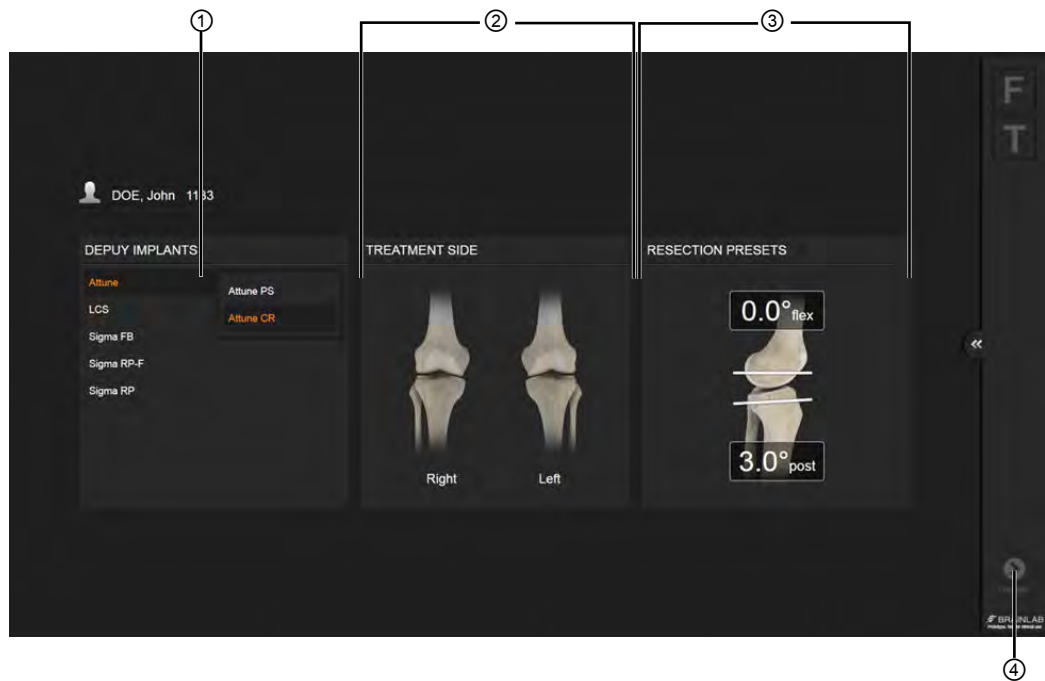 ① ② ③
F
T
DOE, John 1183
DEPUY IMPLANTS
Attune
LCS
Sigma FB
Sigma RP-F
Sigma RP
Attune PS
Attune CR
TREATMENT SIDE
Right Left
RESECTION PRESETS
0.0° flex
3.0° post
«
BRAINLAB
④